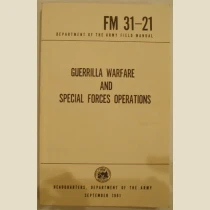 FM 31-21
DEPARTMENT OF THE ARMY FIELD MANUAL
GUERRILLA WARFARE
AND
SPECIAL FORCES OPERATIONS
HEADQUARTERS, DEPARTMENT OF THE ARMY
SEPTEMBER 1961